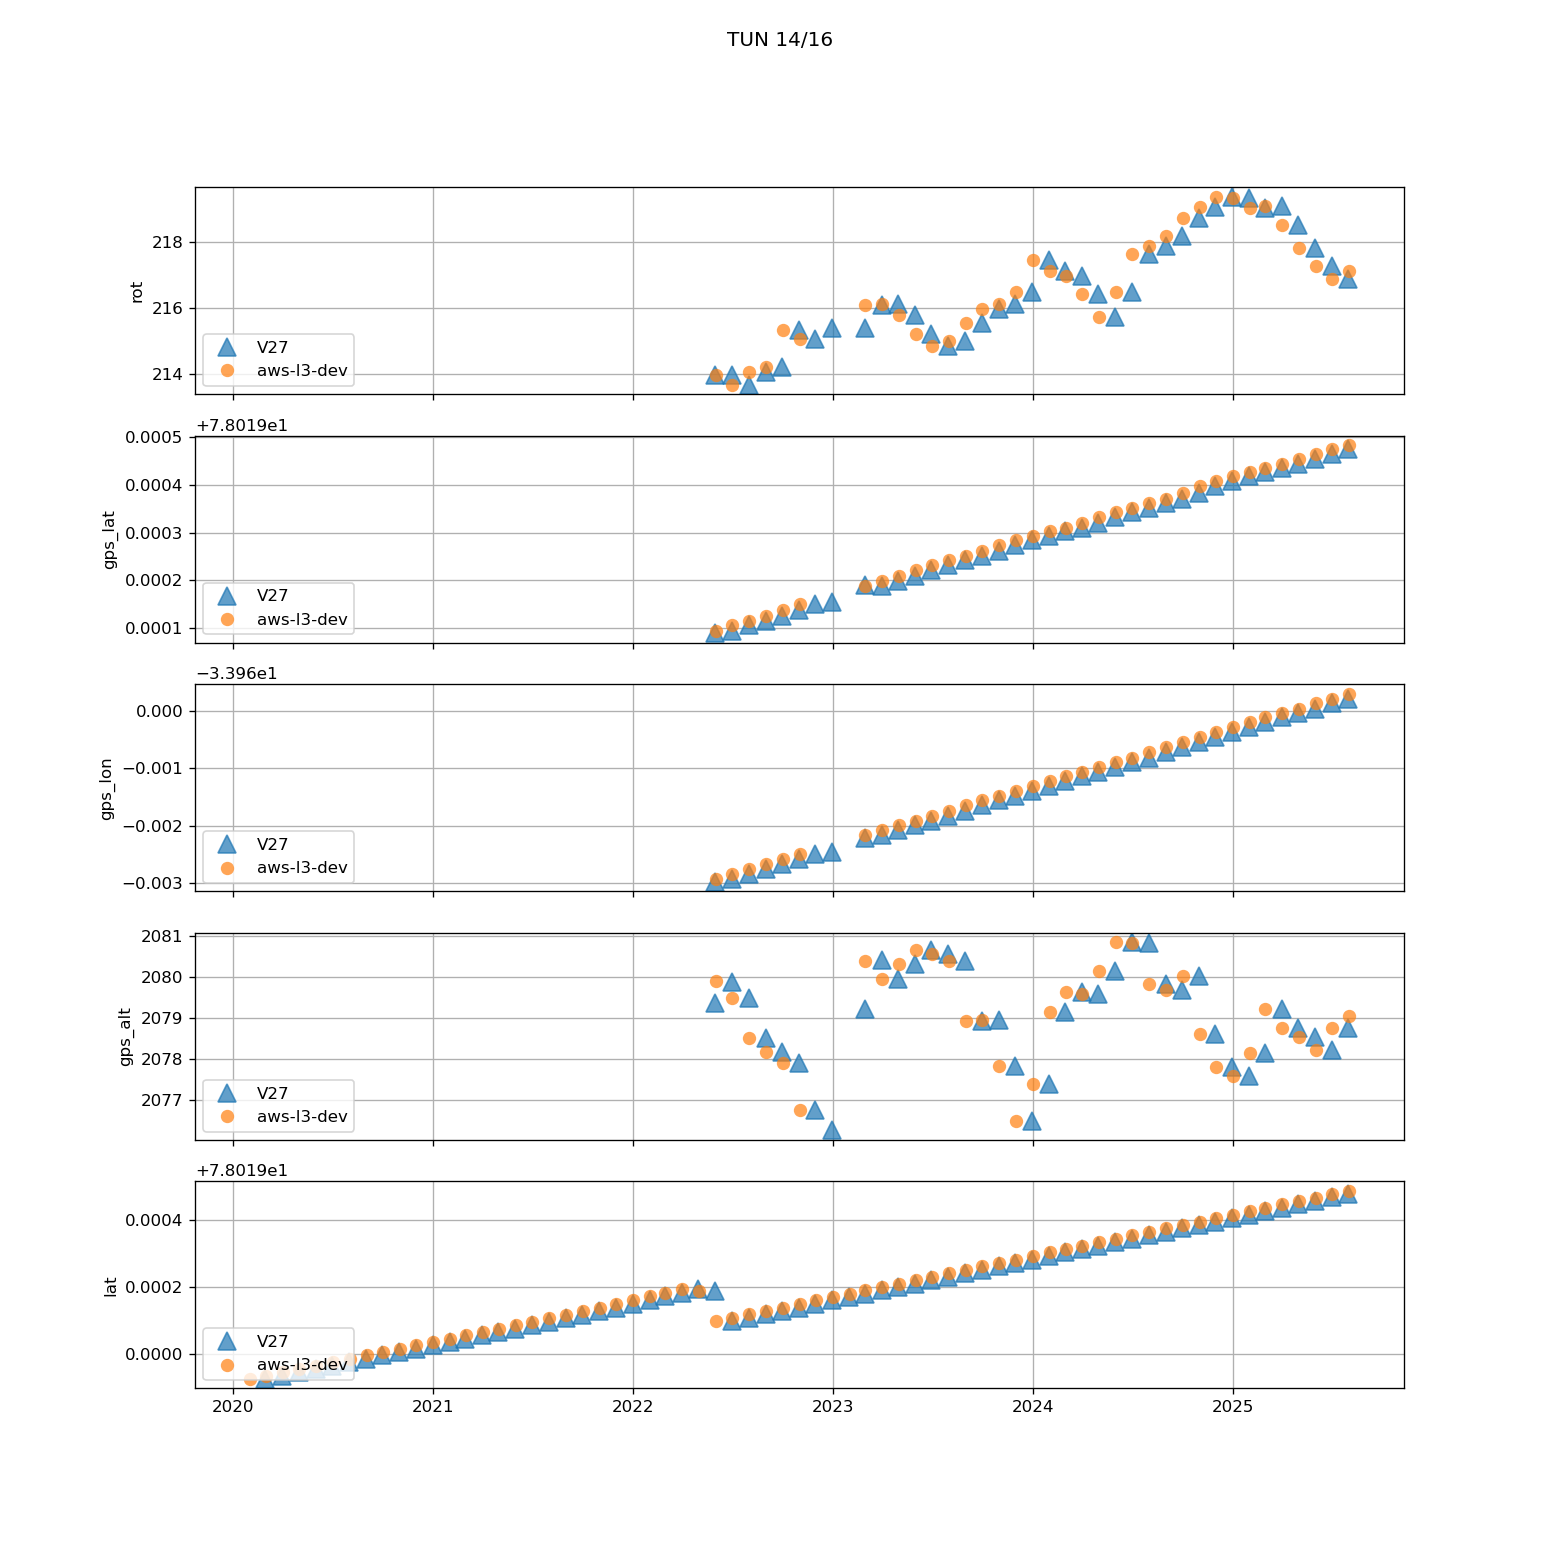 TUN 14/16
218
216
214
rot
V27
aws-l3-dev
+7.8019e1
0.0005
0.0004
0.0003
0.0002
0.0001
gps_lat
V27
aws-l3-dev
−3.396e1
0.000
−0.001
−0.002
−0.003
gps_lon
V27
aws-l3-dev
2081
2080
2079
2078
2077
gps_alt
V27
aws-l3-dev
+7.8019e1
0.0004
0.0002
0.0000
lat
V27
aws-l3-dev
2020 2021 2022 2023 2024 2025